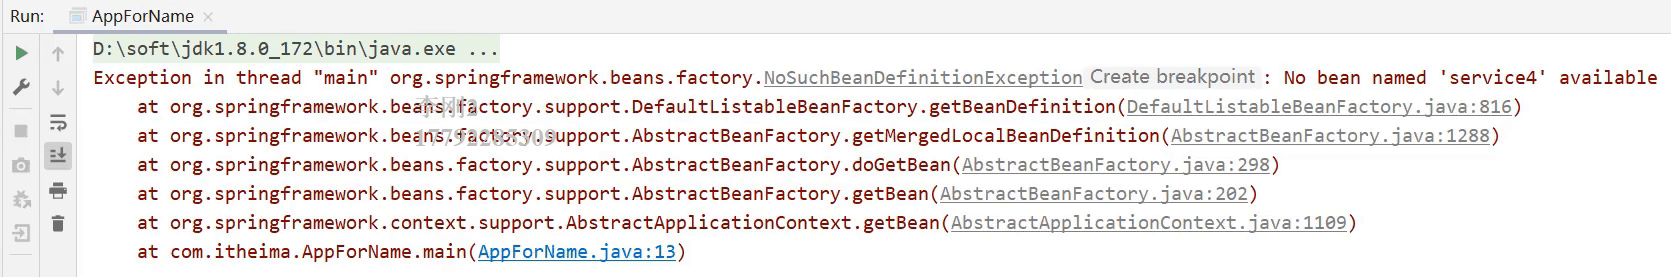 Run: AppForName ×
D:\soft\jdk1.8.0_172\bin\java.exe ...
Exception in thread "main" org.springframework.beans.factory.NoSuchBeanDefinitionException Create breakpoint : No bean named 'service4' available
at org.springframework.beans.factory.support.DefaultListableBeanFactory.getBeanDefinition(DefaultListableBeanFactory.java:816)
李刚2
at org.springframework.beans.factory.support.AbstractBeanFactory.getMergedLocalBeanDefinition(AbstractBeanFactory.java:1288)
17792285309
at org.springframework.beans.factory.support.AbstractBeanFactory.doGetBean(AbstractBeanFactory.java:298)
at org.springframework.beans.factory.support.AbstractBeanFactory.getBean(AbstractBeanFactory.java:202)
at org.springframework.context.support.AbstractApplicationContext.getBean(AbstractApplicationContext.java:1109)
at com.itheima.AppForName.main(AppForName.java:13)